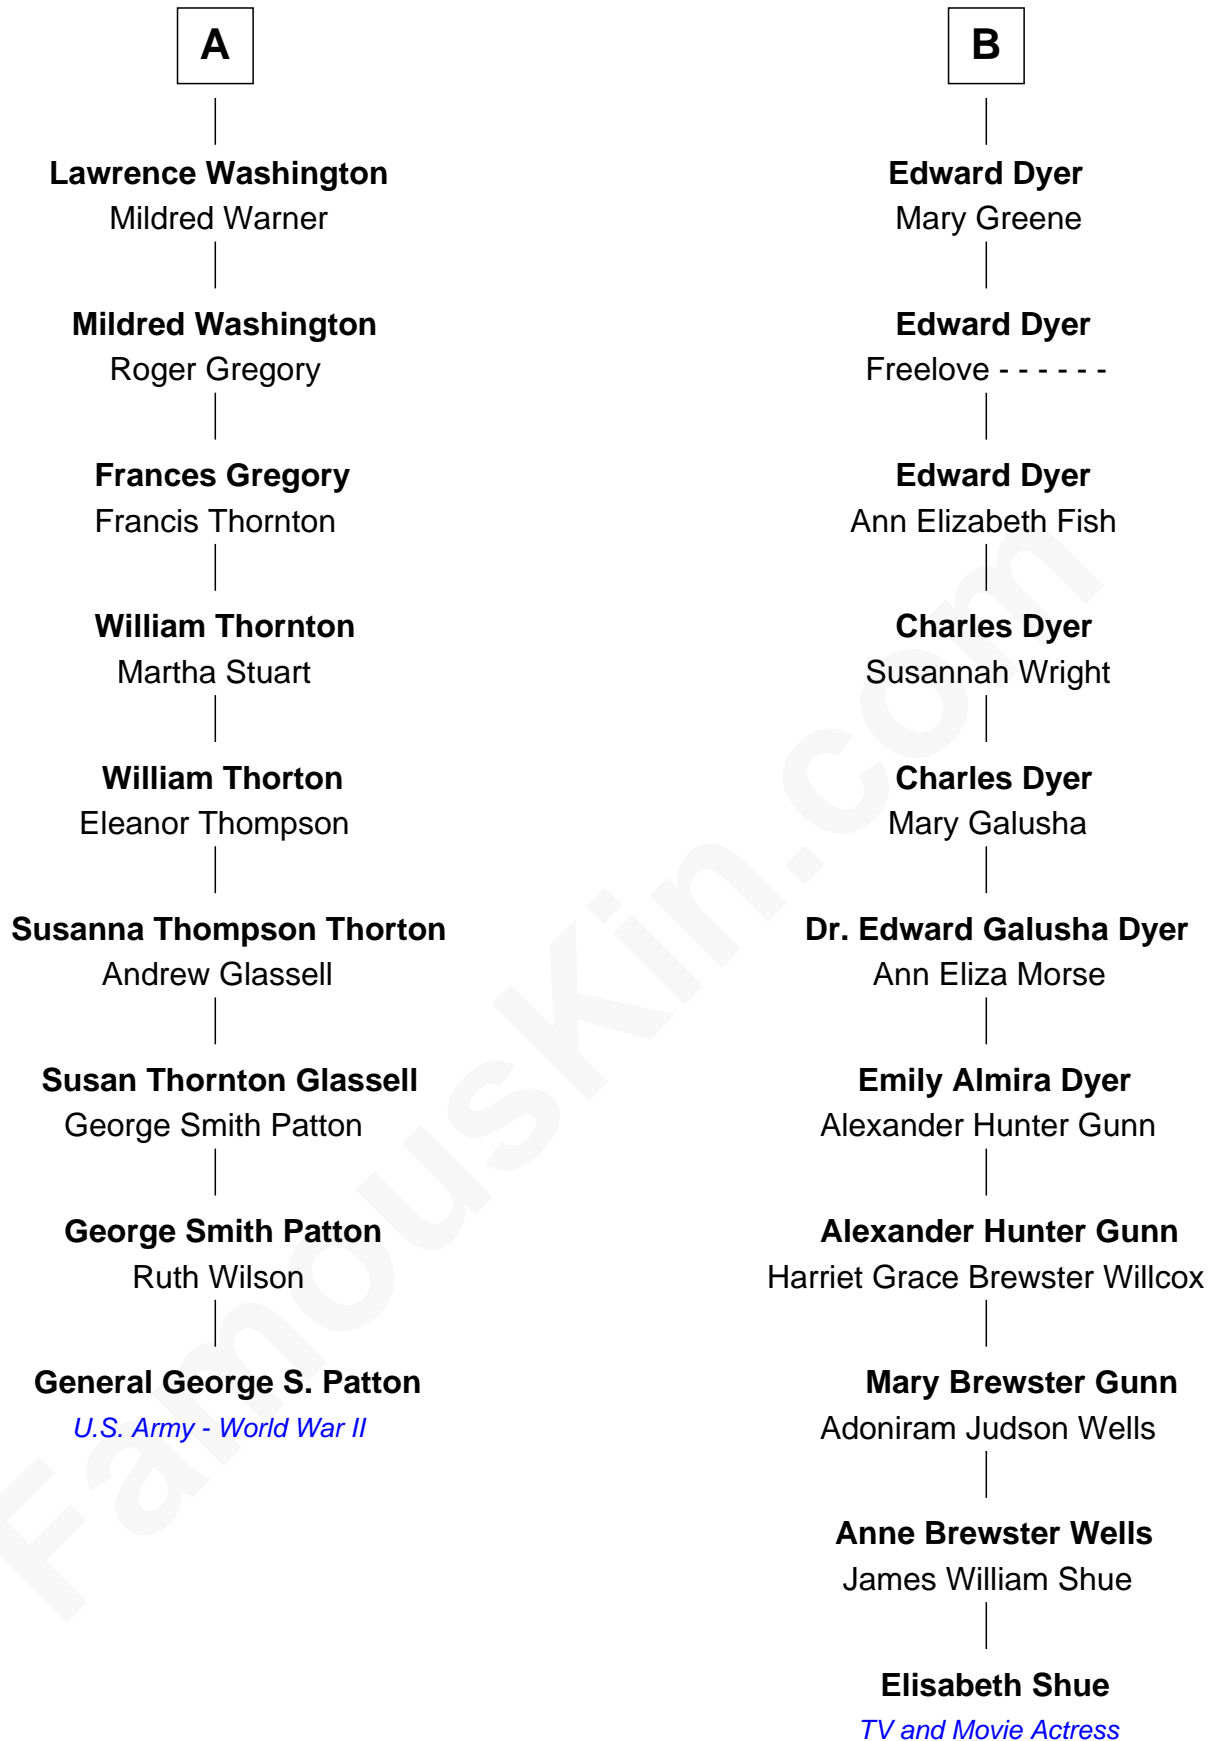 A
Lawrence Washington
Mildred Warner
Mildred Washington
Roger Gregory
Frances Gregory
Francis Thornton
William Thornton
Martha Stuart
William Thorton
Eleanor Thompson
Susanna Thompson Thorton
Andrew Glassell
Susan Thornton Glassell
George Smith Patton
George Smith Patton
Ruth Wilson
General George S. Patton
U.S. Army - World War II
B
Edward Dyer
Mary Greene
Edward Dyer
Freelove - - - - - -
Edward Dyer
Ann Elizabeth Fish
Charles Dyer
Susannah Wright
Charles Dyer
Mary Galusha
Dr. Edward Galusha Dyer
Ann Eliza Morse
Emily Almira Dyer
Alexander Hunter Gunn
Alexander Hunter Gunn
Harriet Grace Brewster Willcox
Mary Brewster Gunn
Adoniram Judson Wells
Anne Brewster Wells
James William Shue
Elisabeth Shue
TV and Movie Actress
FamousKin.com